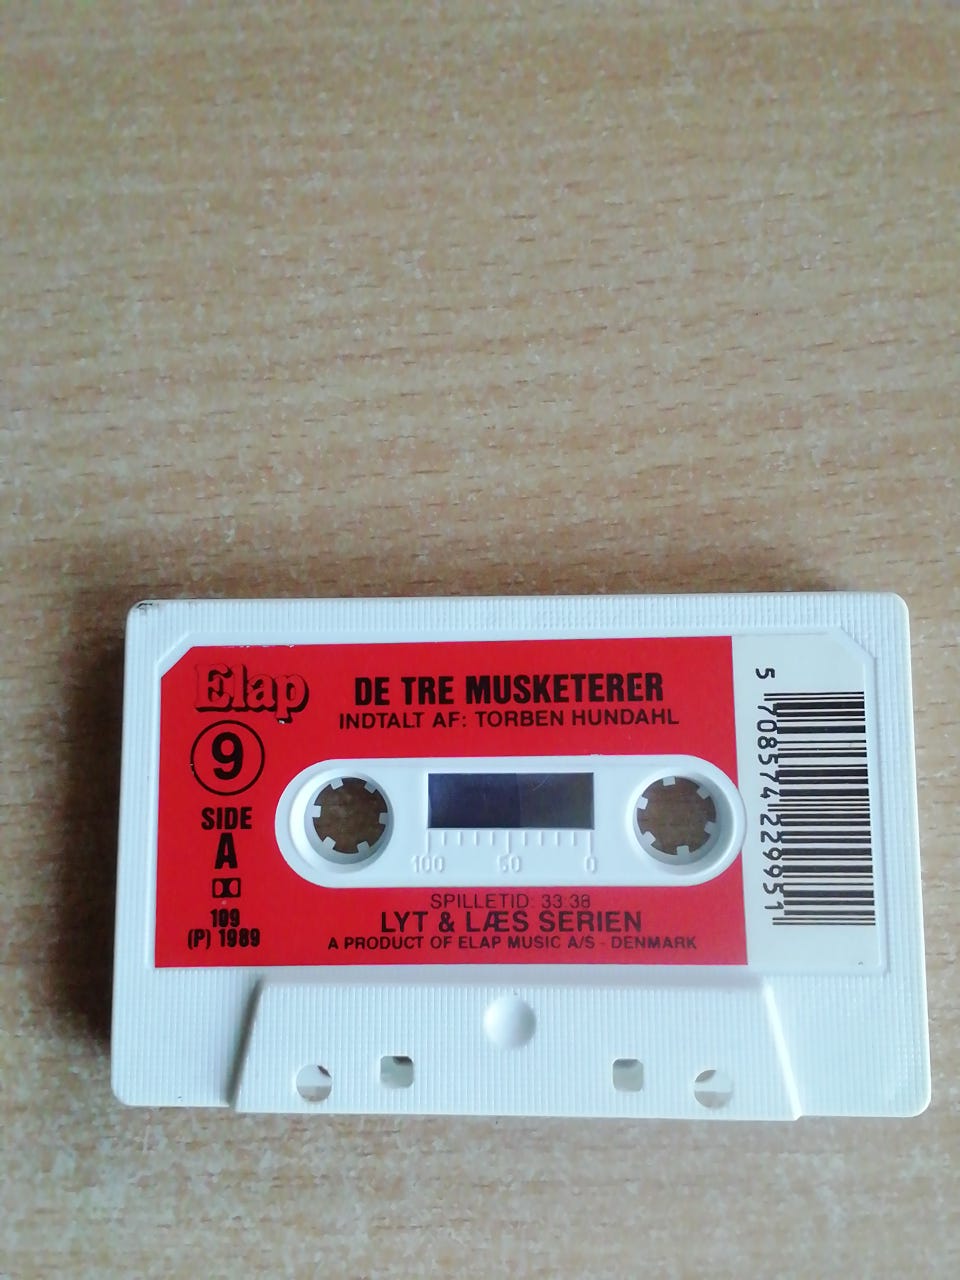 Elap
DE TRE MUSKETERER
INDTALT AF: TORBEN HUNDAHL
9
SIDE
A
199
(P) 1989
100 50 0
SPILLETID: 33:38
LYT & LÆS SERIEN
A PRODUCT OF ELAP MUSIC A/S - DENMARK
5 708574 229951